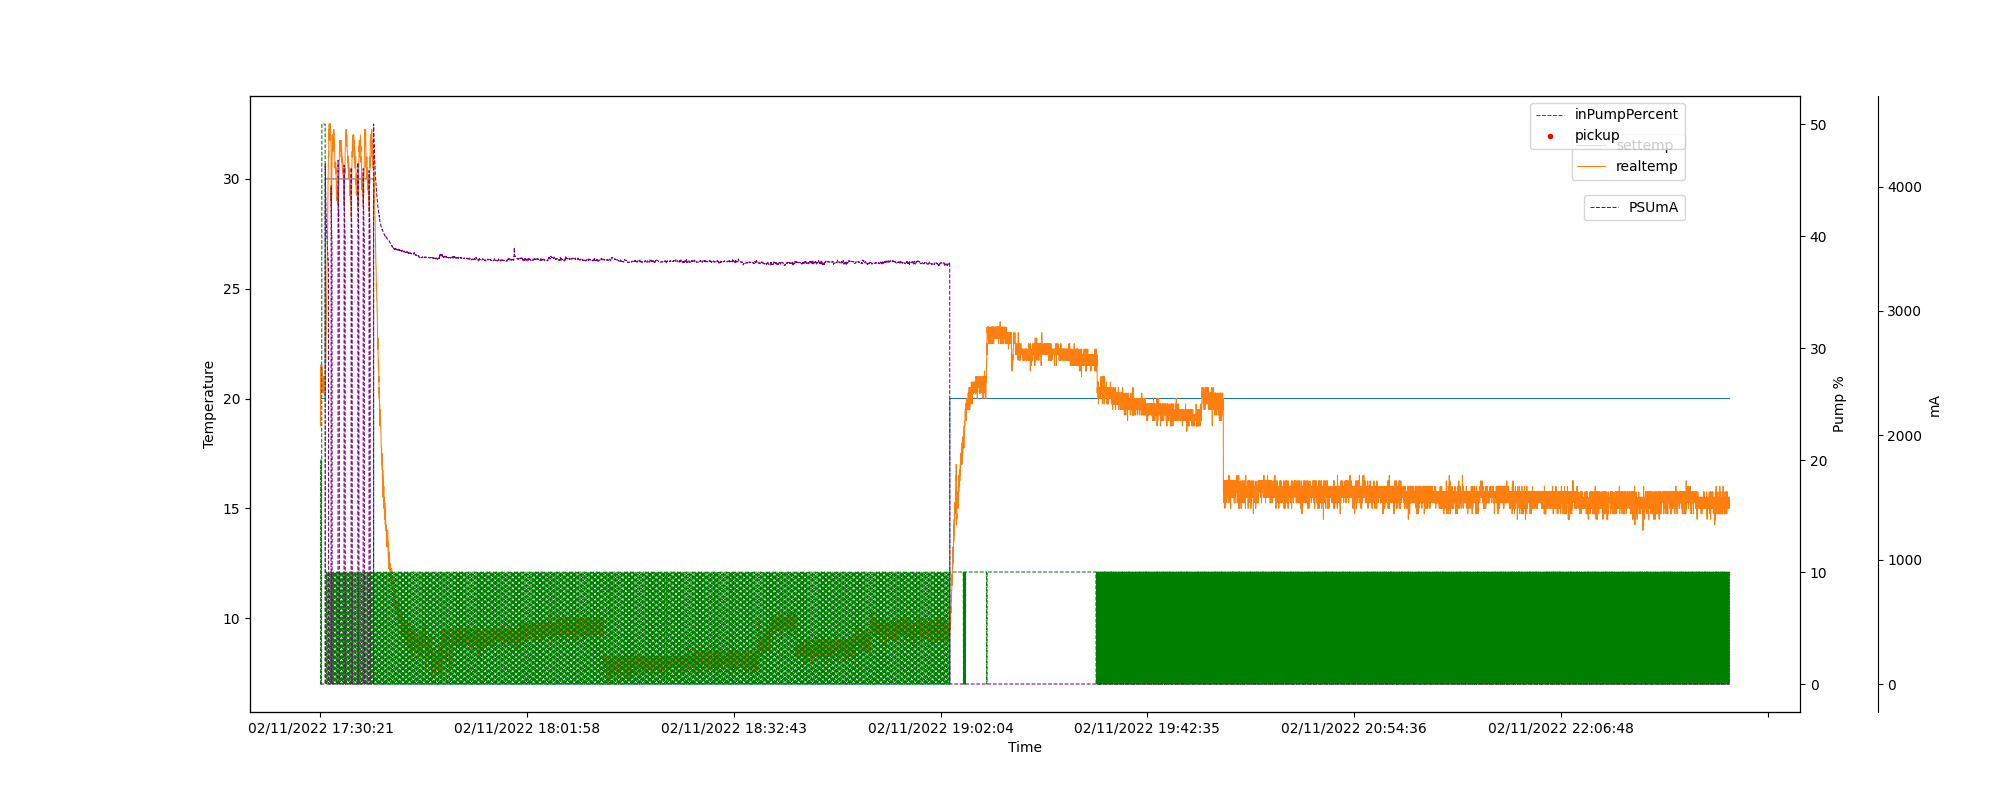 inPumpPercent
pickup
settemp
realtemp
PSUmA
30
25
20
15
10
Temperature
50
40
30
20
10
0
Pump %
4000
3000
2000
1000
0
mA
02/11/2022 17:30:21
02/11/2022 18:01:58
02/11/2022 18:32:43
02/11/2022 19:02:04
02/11/2022 19:42:35
02/11/2022 20:54:36
02/11/2022 22:06:48
Time